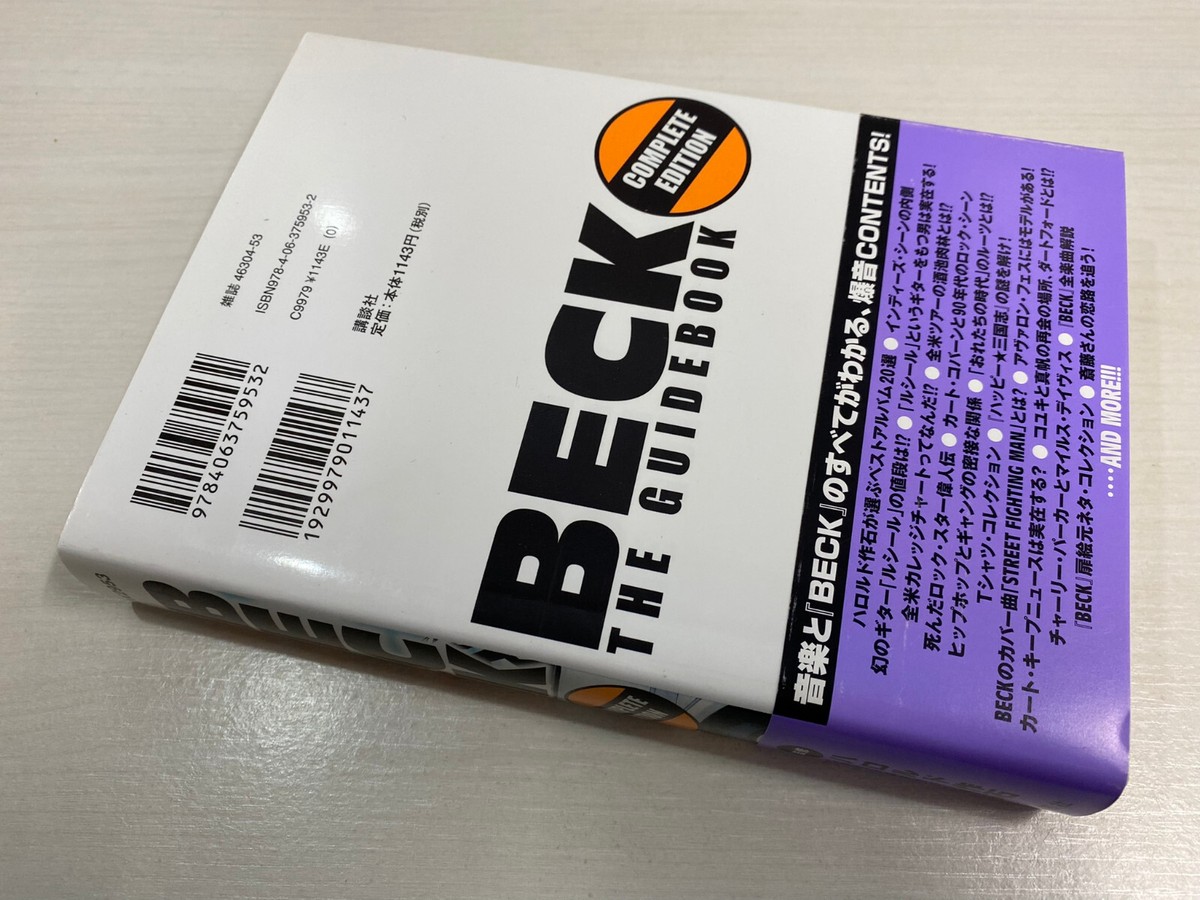 雑誌 46304-53
ISBN978-4-06-375953-2
C9979 ¥1143E (0)
講談社
定価：本体1143円（税別）
9784063759532
1929979011437
BECK
THE GUIDEBOOK
COMPLETE
EDITION
音楽と『BECK』のすべてがわかる、爆音CONTENTS!
ハロルド作石が選ぶベストアルバム20選 ● インディーズ・シーンの内側
幻のギター「ルシール」の値段は!? ● 「ルシール」というギターをもつ男は実在する!
全米カレッジチャートってなんだ!? ● 全米ツアーの酒池肉林とは!?
死んだロック・スター偉人伝 ● カート・コバーンと90年代のロック・シーン
ヒップホップとギャングの密接な関係 ● 「おれたちの時代」のルーツとは!?
Tシャツ・コレクション ● 「ハッピー★三国志」の謎を解け!
BECKのカバー曲「STREET FIGHTING MAN」とは? ● アヴァロン・フェスにはモデルがある!
カート・キープニュースは実在する? ● コユキと真帆の再会の場所、ダートフォードとは!?
チャーリー・パーカーとマイルス・デイヴィス ● 『BECK』全楽曲解説
『BECK』扉絵元ネタ・コレクション ● 斎藤さんの恋路を追う!
‥‥AND MORE!!!
BECK